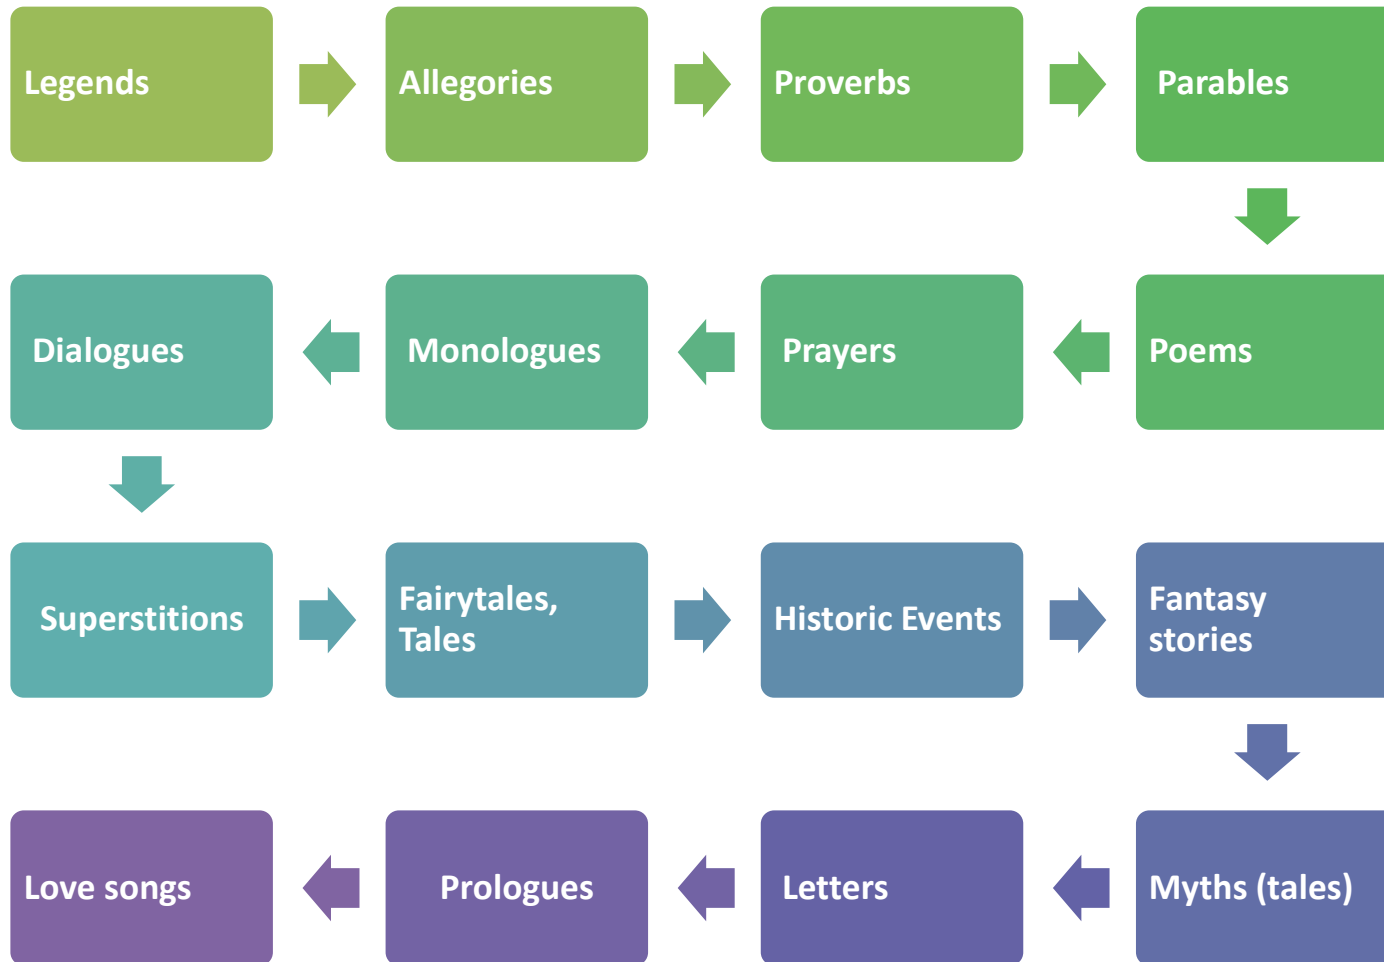 Legends
Allegories
Proverbs
Parables
Poems
Prayers
Monologues
Dialogues
Superstitions
Fairytales,
Tales
Historic Events
Fantasy
stories
Myths (tales)
Letters
Prologues
Love songs